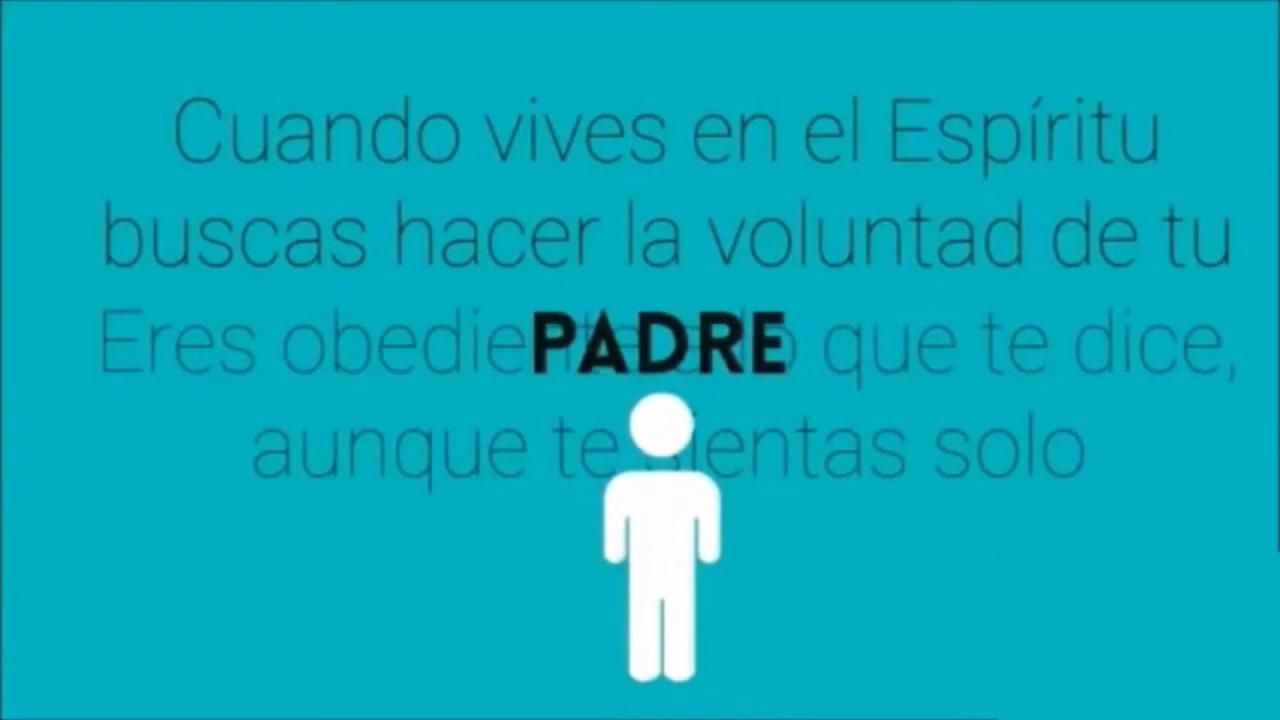 Cuando vives en el Espíritu
buscas hacer la voluntad de tu
PADRE
Eres que te dice,
aunque te solo